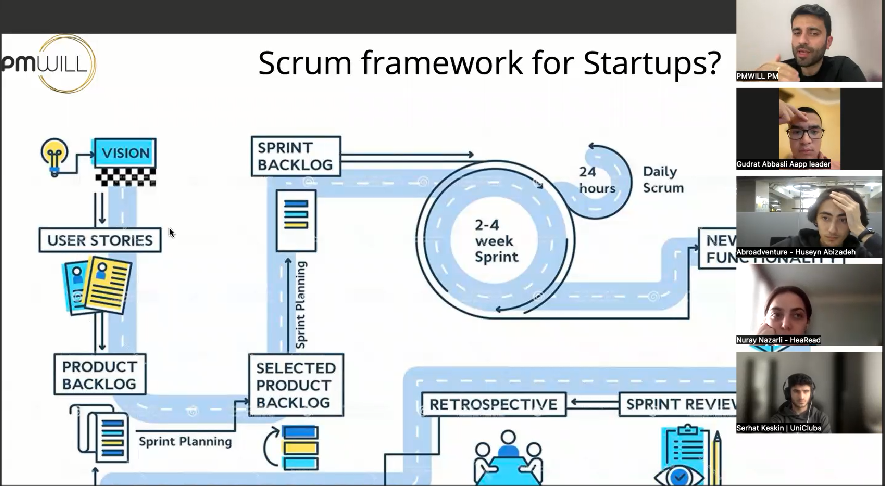 pmWILL
Scrum framework for Startups?
VISION
SPRINT
BACKLOG
24
hours
Daily
Scrum
USER STORIES
2-4
week
Sprint
NEW
FUNCTIONALITY
Sprint Planning
PRODUCT
BACKLOG
SELECTED
PRODUCT
BACKLOG
Sprint Planning
RETROSPECTIVE
SPRINT REVIEW
PMWILL PM
Gudrat Abbasli Aapp leader
Abroadventure - Huseyn Abizadeh
Nuray Nazarli - HeaRead
Serhat Keskin | UniClubs